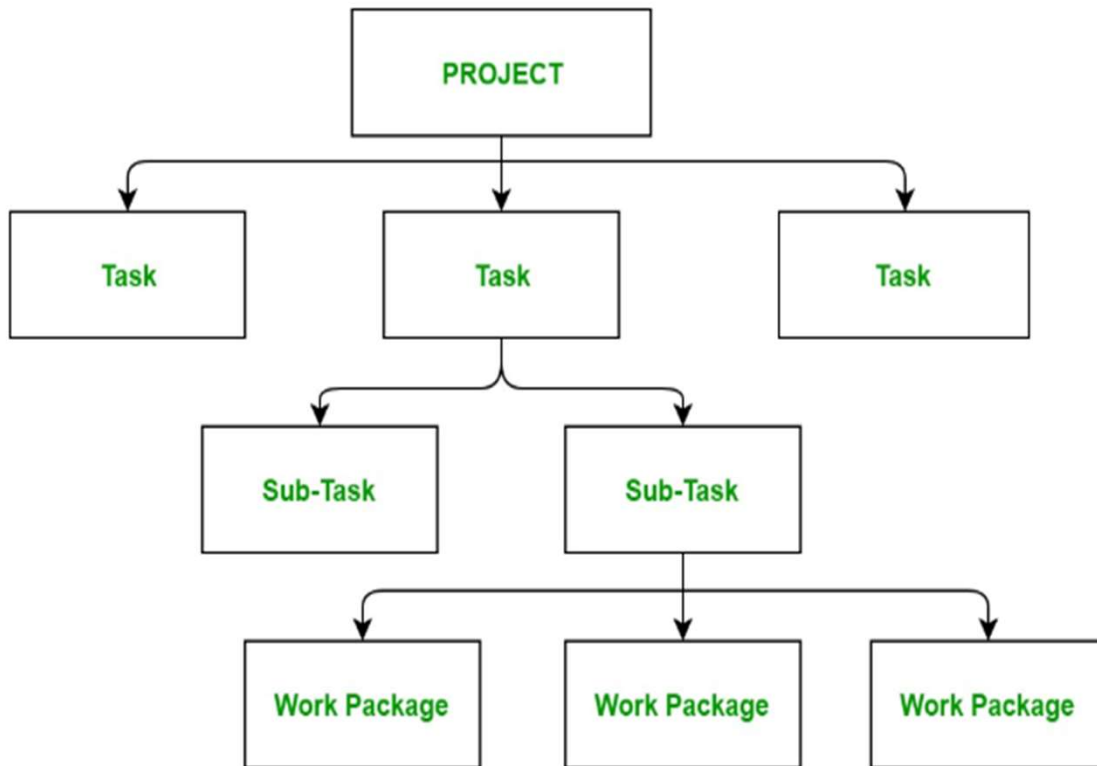 PROJECT
Task
Task
Task
Sub-Task
Sub-Task
Work Package
Work Package
Work Package